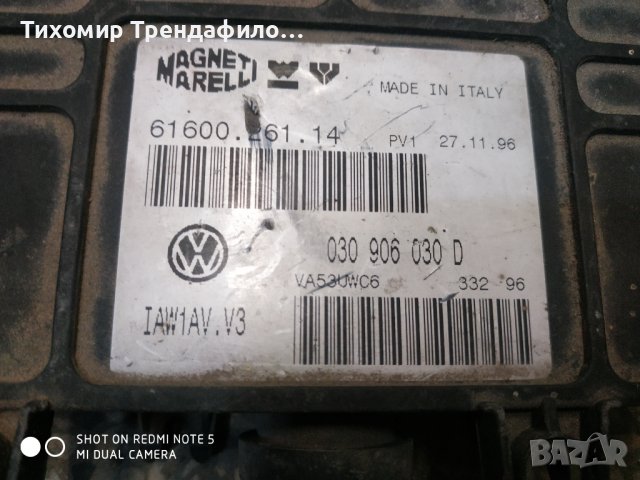 Тихомир Трендафило...
MAGNETI
MARELLI
MADE IN ITALY
61600. 61.14 PV1 27.11.96
030 906 030 D
VA53UWC6 332 96
IAW1AV.V3
SHOT ON REDMI NOTE 5
MI DUAL CAMERA
BAZAR